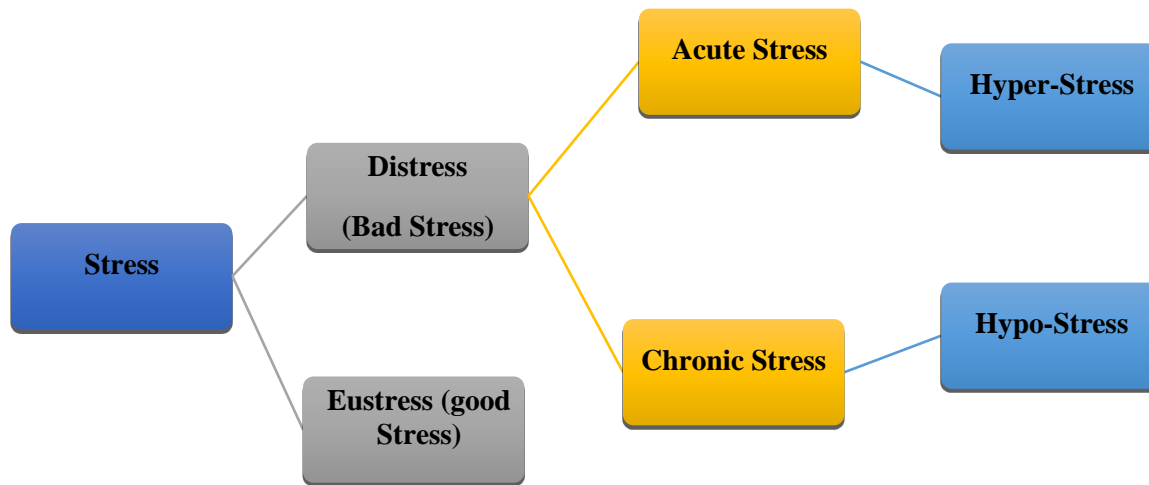 Stress
Distress
(Bad Stress)
Eustress (good
Stress)
Acute Stress
Chronic Stress
Hyper-Stress
Hypo-Stress